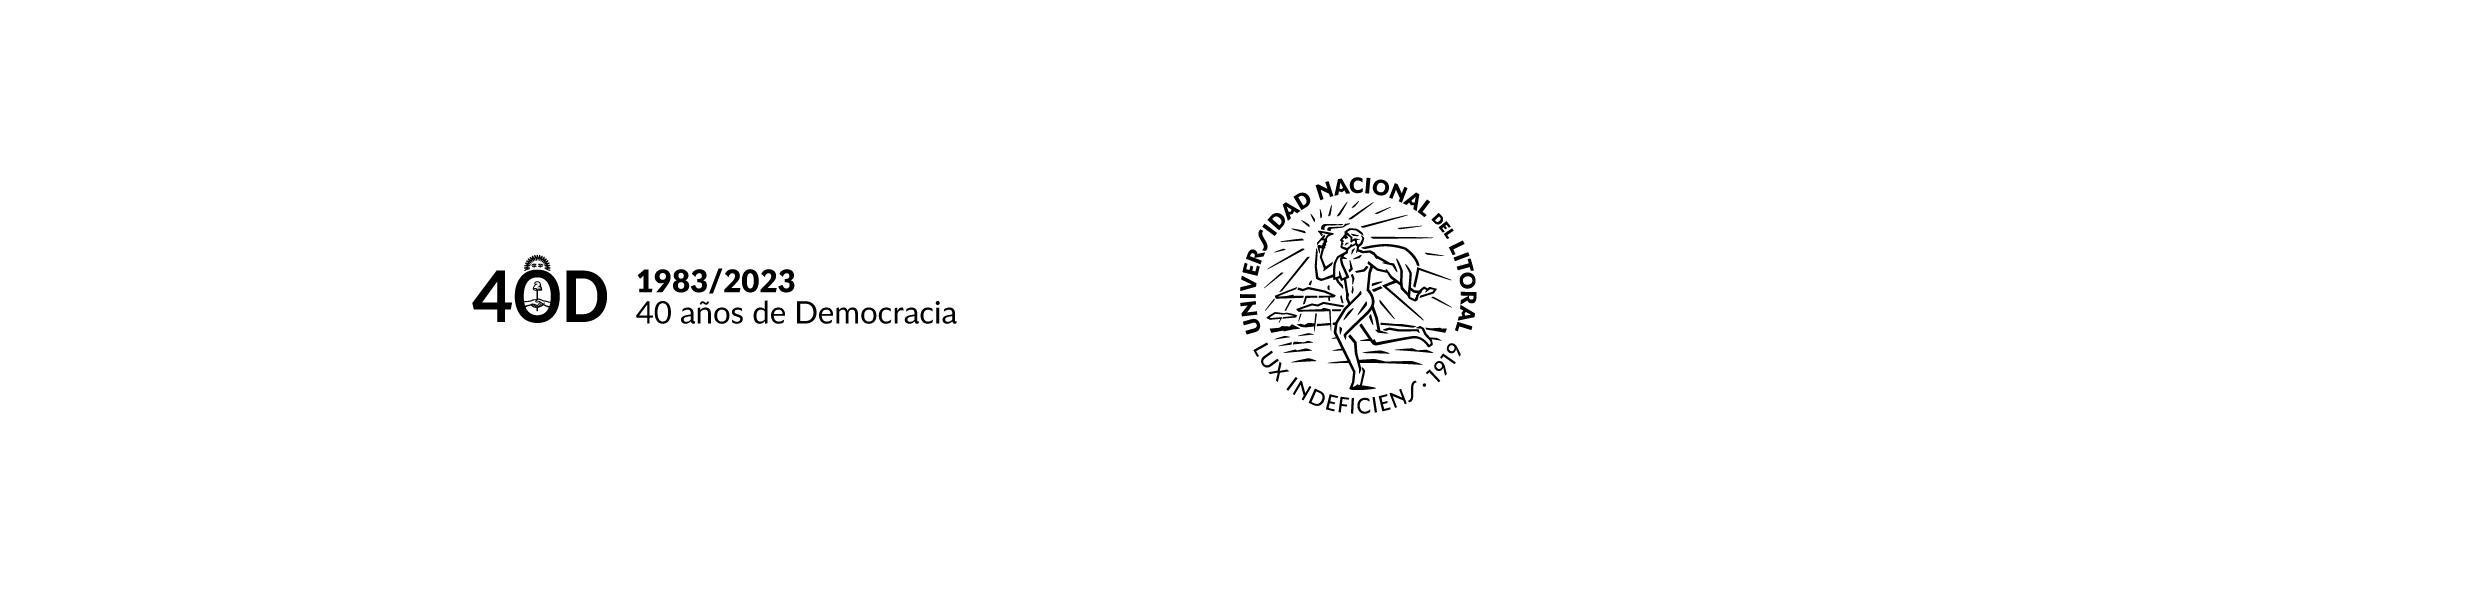 40D
1983/2023
40 años de Democracia
UNIVERSIDAD NACIONAL DEL LITORAL
LUX INDEFICIENS · 1919